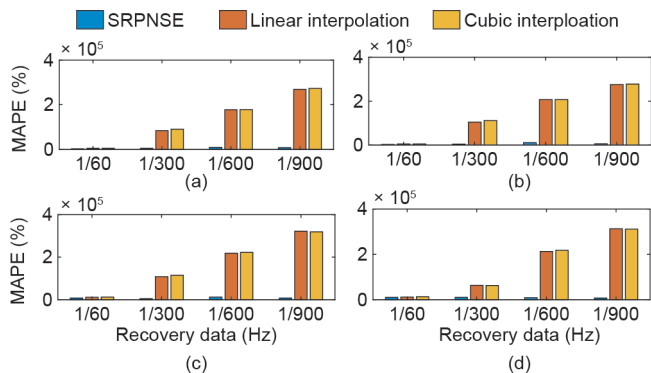 SRPNSE Linear interpolation Cubic interploation
× 10⁵ × 10⁵
MAPE (%)
4
2
0
1/60 1/300 1/600 1/900
(a)
4
2
0
1/60 1/300 1/600 1/900
(b)
× 10⁵ × 10⁵
MAPE (%)
4
2
0
1/60 1/300 1/600 1/900
Recovery data (Hz)
(c)
4
2
0
1/60 1/300 1/600 1/900
Recovery data (Hz)
(d)